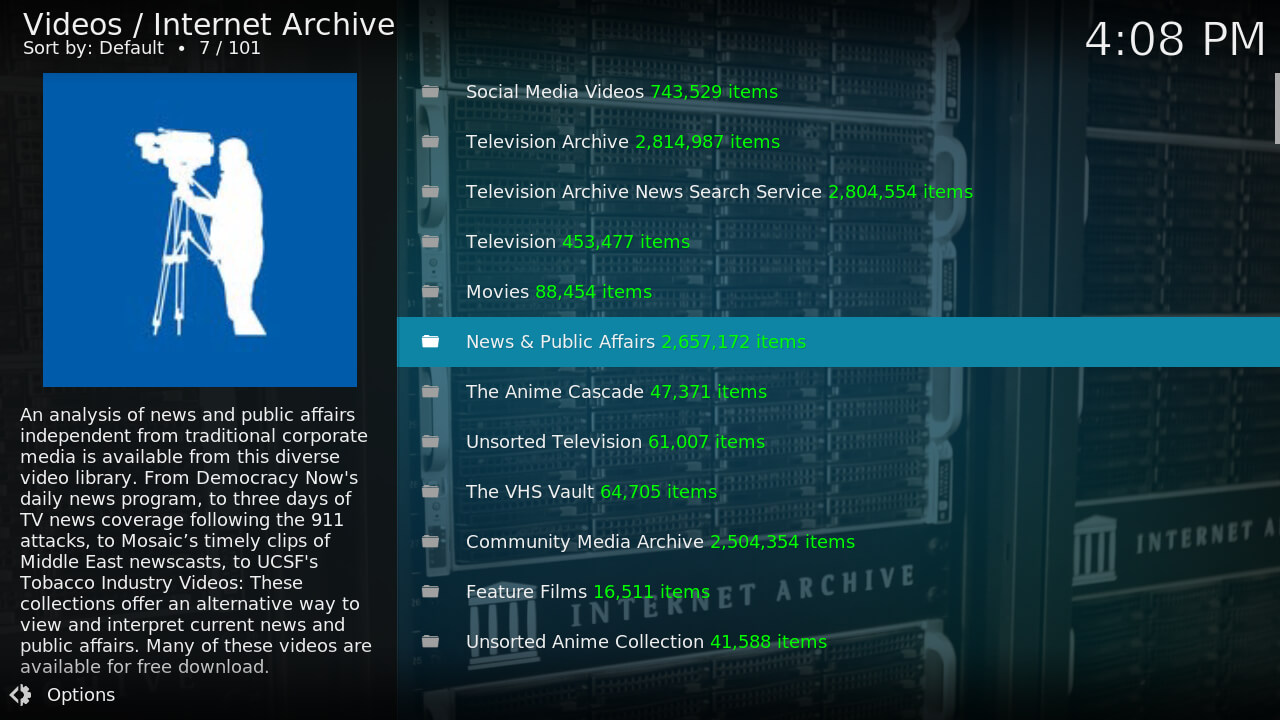 Videos / Internet Archive
Sort by: Default • 7 / 101
4:08 PM
Social Media Videos 743,529 items
Television Archive 2,814,987 items
Television Archive News Search Service 2,804,554 items
Television 453,477 items
Movies 88,454 items
News & Public Affairs 2,657,172 items
The Anime Cascade 47,371 items
Unsorted Television 61,007 items
The VHS Vault 64,705 items
Community Media Archive 2,504,354 items
Feature Films 16,511 items
Unsorted Anime Collection 41,588 items
An analysis of news and public affairs
independent from traditional corporate
media is available from this diverse
video library. From Democracy Now's
daily news program, to three days of
TV news coverage following the 911
attacks, to Mosaic’s timely clips of
Middle East newscasts, to UCSF's
Tobacco Industry Videos: These
collections offer an alternative way to
view and interpret current news and
public affairs. Many of these videos are
available for free download.
Options
INTERNET ARCHIVE
INTERNET A